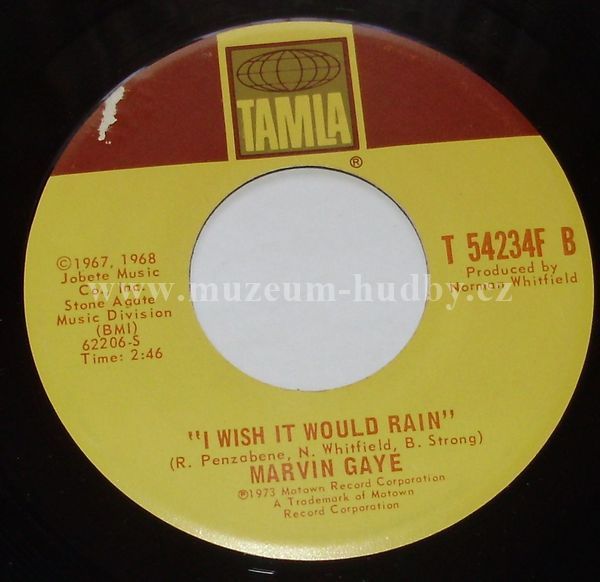 TAMLA
®
©1967, 1968
Jobete Music
Co., Inc.
Stone Agate
Music Division
(BMI)
62206-S
Time: 2:46
T 54234F B
Produced by
Norman Whitfield
www.muzeum-hudby.cz
"I WISH IT WOULD RAIN"
(R. Penzabene, N. Whitfield, B. Strong)
MARVIN GAYE
℗1973 Motown Record Corporation
A Trademark of Motown
Record Corporation